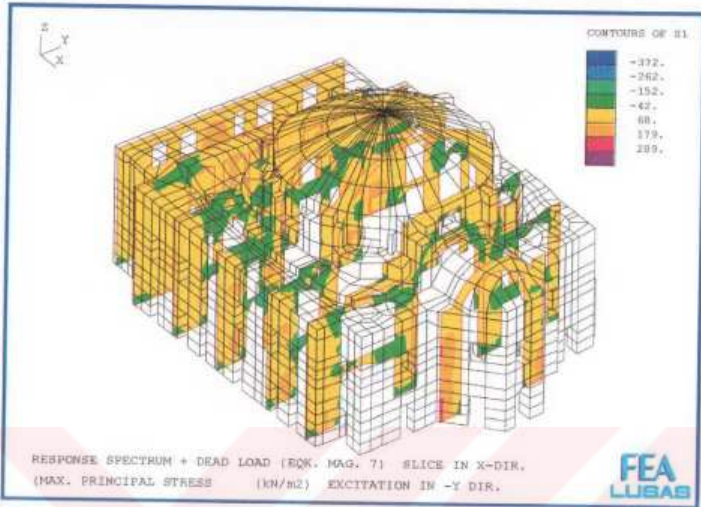 Z
Y
X
CONTOURS OF S1
-372.
-262.
-152.
-42.
68.
179.
289.
RESPONSE SPECTRUM + DEAD LOAD (EQK. MAG. 7) SLICE IN X-DIR.
(MAX. PRINCIPAL STRESS (kN/m2) EXCITATION IN -Y DIR.
FEA
LUSAS